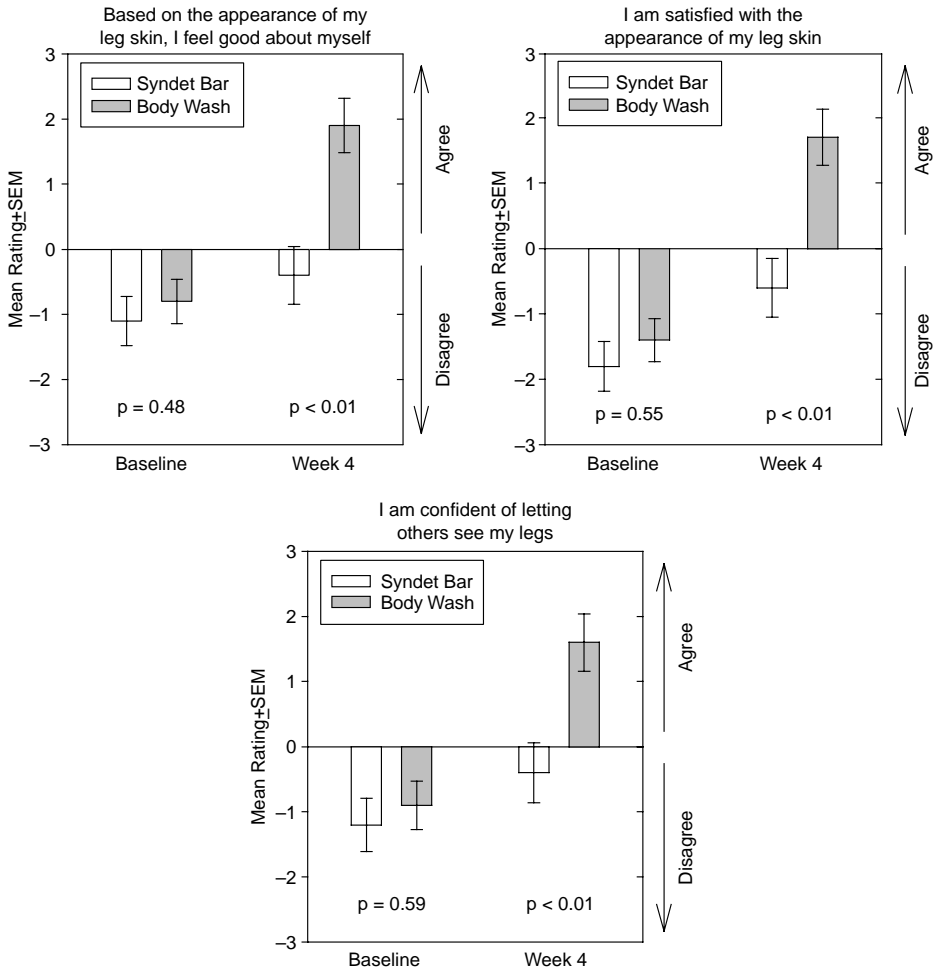 Based on the appearance of my
leg skin, I feel good about myself
3
2
1
0
–1
–2
–3
Mean Rating±SEM
Syndet Bar
Body Wash
p = 0.48
p < 0.01
Baseline
Week 4
Agree
Disagree
I am satisfied with the
appearance of my leg skin
3
2
1
0
–1
–2
–3
Mean Rating±SEM
Syndet Bar
Body Wash
p = 0.55
p < 0.01
Baseline
Week 4
Agree
Disagree
I am confident of letting
others see my legs
3
2
1
0
–1
–2
–3
Mean Rating±SEM
Syndet Bar
Body Wash
p = 0.59
p < 0.01
Baseline
Week 4
Agree
Disagree